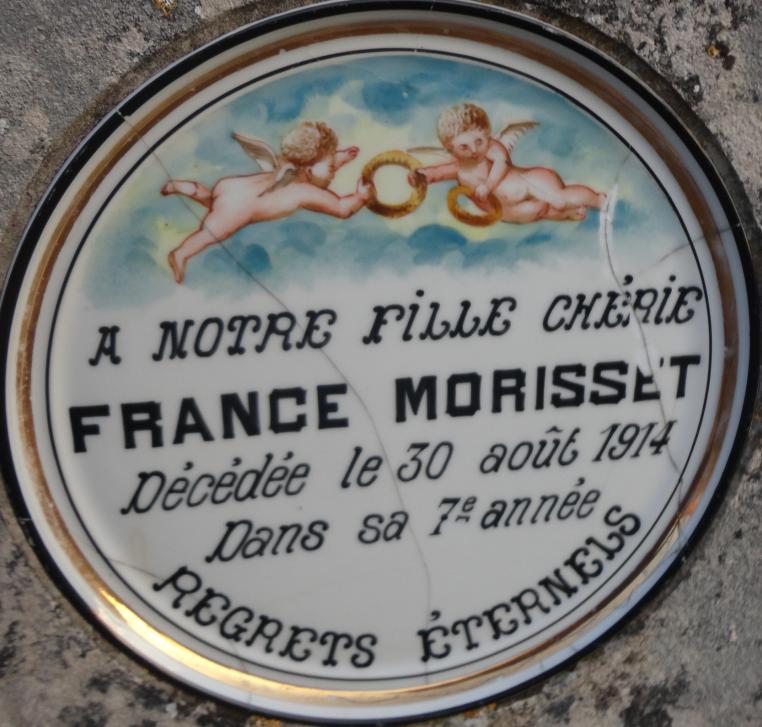 A NOTRE FILLE CHÉRIE
FRANCE MORISSET
Décédée le 30 août 1914
Dans sa 7e année
REGRETS ÉTERNELS